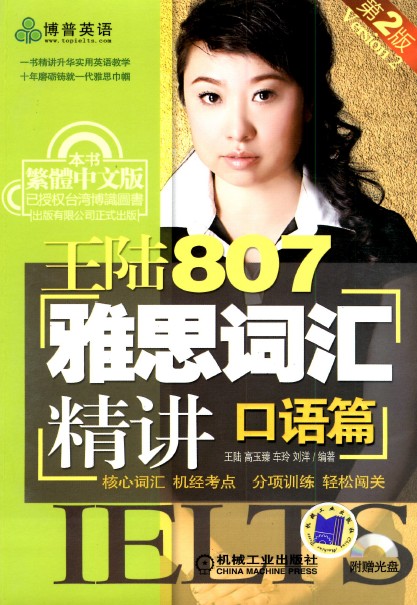 博普英语
www.topielts.com
第2版
Version 2
一书精讲升华实用英语教学
十年磨砺铸就一代雅思巾帼
本书
繁體中文版
已授权台湾博識圖書
出版有限公司正式出版
王陆807
雅思词汇
精讲 口语篇
王陆 高玉臻 车玲 刘洋/编著
核心词汇 机经考点 分项训练 轻松闯关
IELTS
机械工业出版社
CHINA MACHINE PRESS
附赠光盘